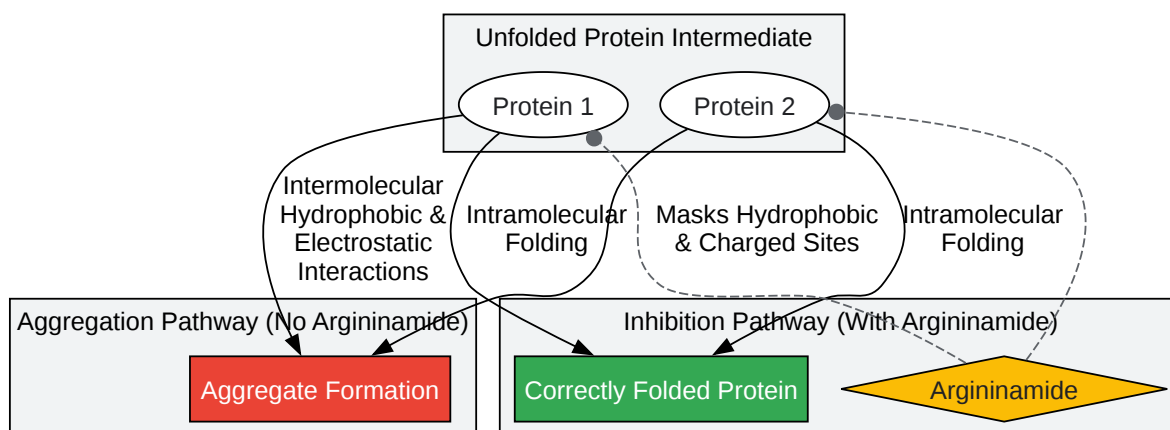 Unfolded Protein Intermediate
Protein 1
Protein 2
Intermolecular
Hydrophobic &
Electrostatic
Interactions
Intramolecular
Folding
Masks Hydrophobic
& Charged Sites
Intramolecular
Folding
Aggregation Pathway (No Argininamide)
Inhibition Pathway (With Argininamide)
Aggregate Formation
Correctly Folded Protein
Argininamide